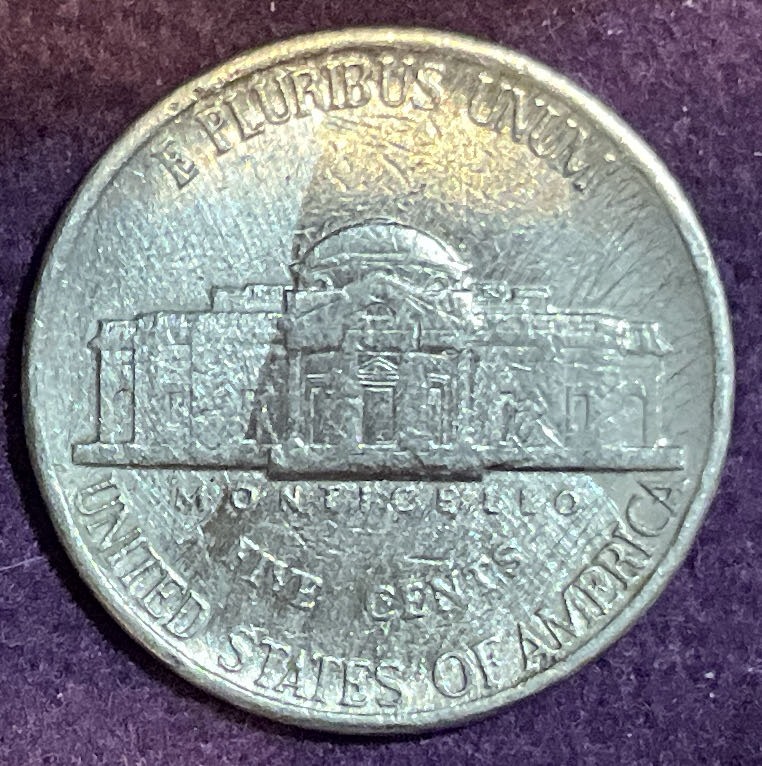 E PLURIBUS UNUM
MONTICELLO
FIVE CENTS
UNITED STATES OF AMERICA